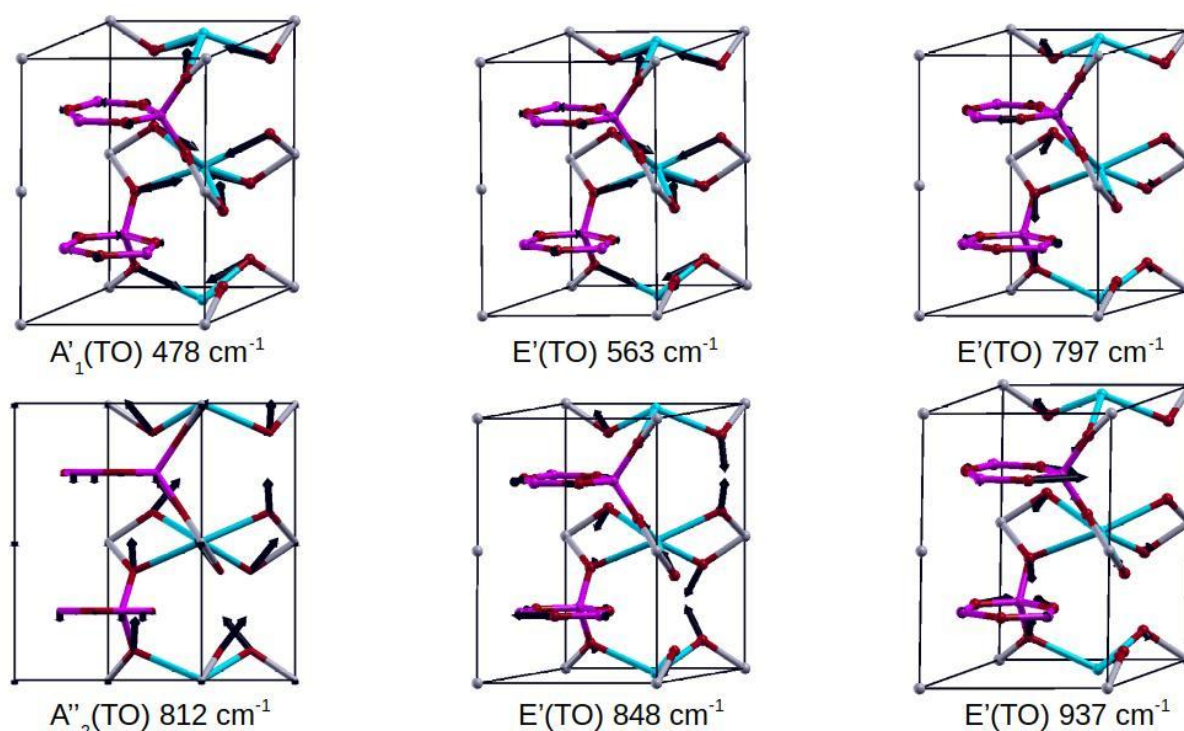 A'₁(TO) 478 cm⁻¹
E'(TO) 563 cm⁻¹
E'(TO) 797 cm⁻¹
A''₂(TO) 812 cm⁻¹
E'(TO) 848 cm⁻¹
E'(TO) 937 cm⁻¹